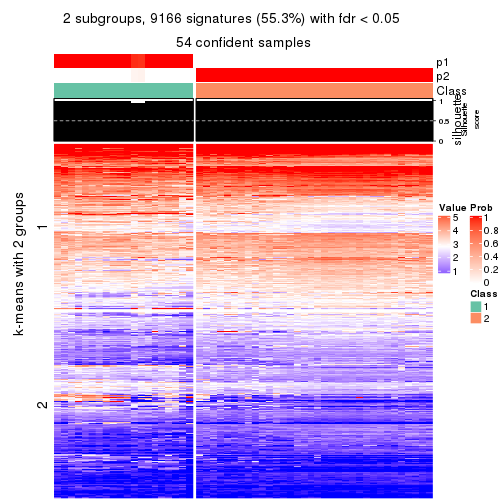 2 subgroups, 9166 signatures (55.3%) with fdr < 0.05
54 confident samples
p1
p2
Class
1
0.5
0
silhouette
Silhouette
score
k-means with 2 groups
1
2
Value
5
4
3
2
1
Prob
1
0.8
0.6
0.4
0.2
0
Class
1
2